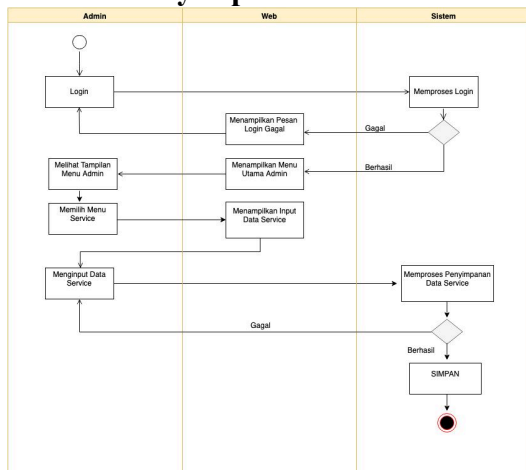 Admin
Web
Sistem
Login
Memproses Login
Menampilkan Pesan
Login Gagal
Gagal
Melihat Tampilan
Menu Admin
Menampilkan Menu
Utama Admin
Berhasil
Memilih Menu
Service
Menampilkan Input
Data Service
Menginput Data
Service
Memproses Penyimpanan
Data Service
Gagal
Berhasil
SIMPAN